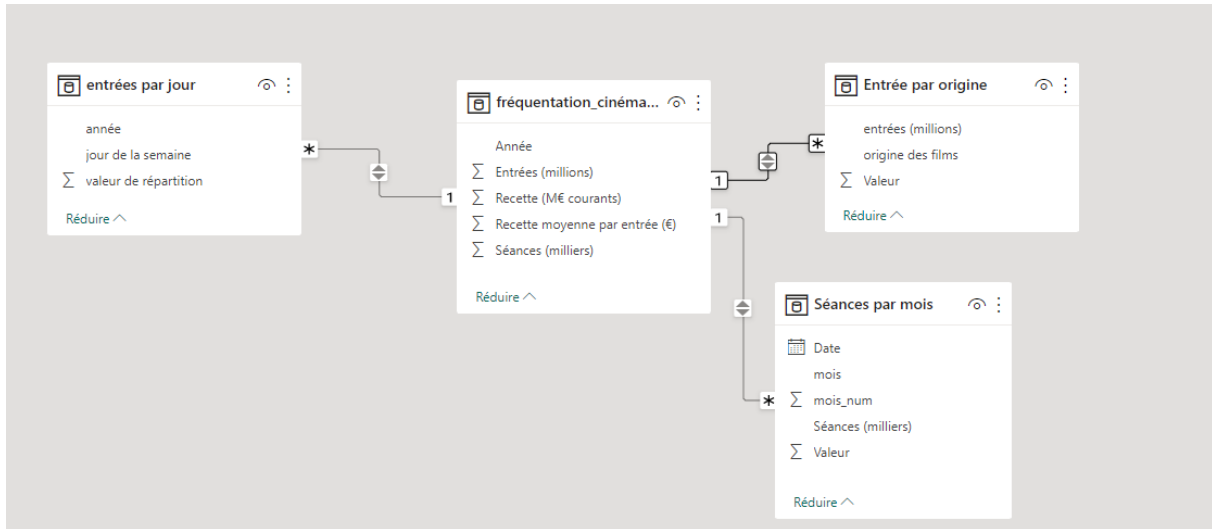 entrées par jour
année
jour de la semaine
∑ valeur de répartition
Réduire
*
1
fréquentation_cinéma...
Année
∑ Entrées (millions)
∑ Recette (M€ courants)
∑ Recette moyenne par entrée (€)
∑ Séances (milliers)
Réduire
1
1
*
Entrée par origine
entrées (millions)
origine des films
∑ Valeur
Réduire
*
Séances par mois
Date
mois
∑ mois_num
Séances (milliers)
∑ Valeur
Réduire